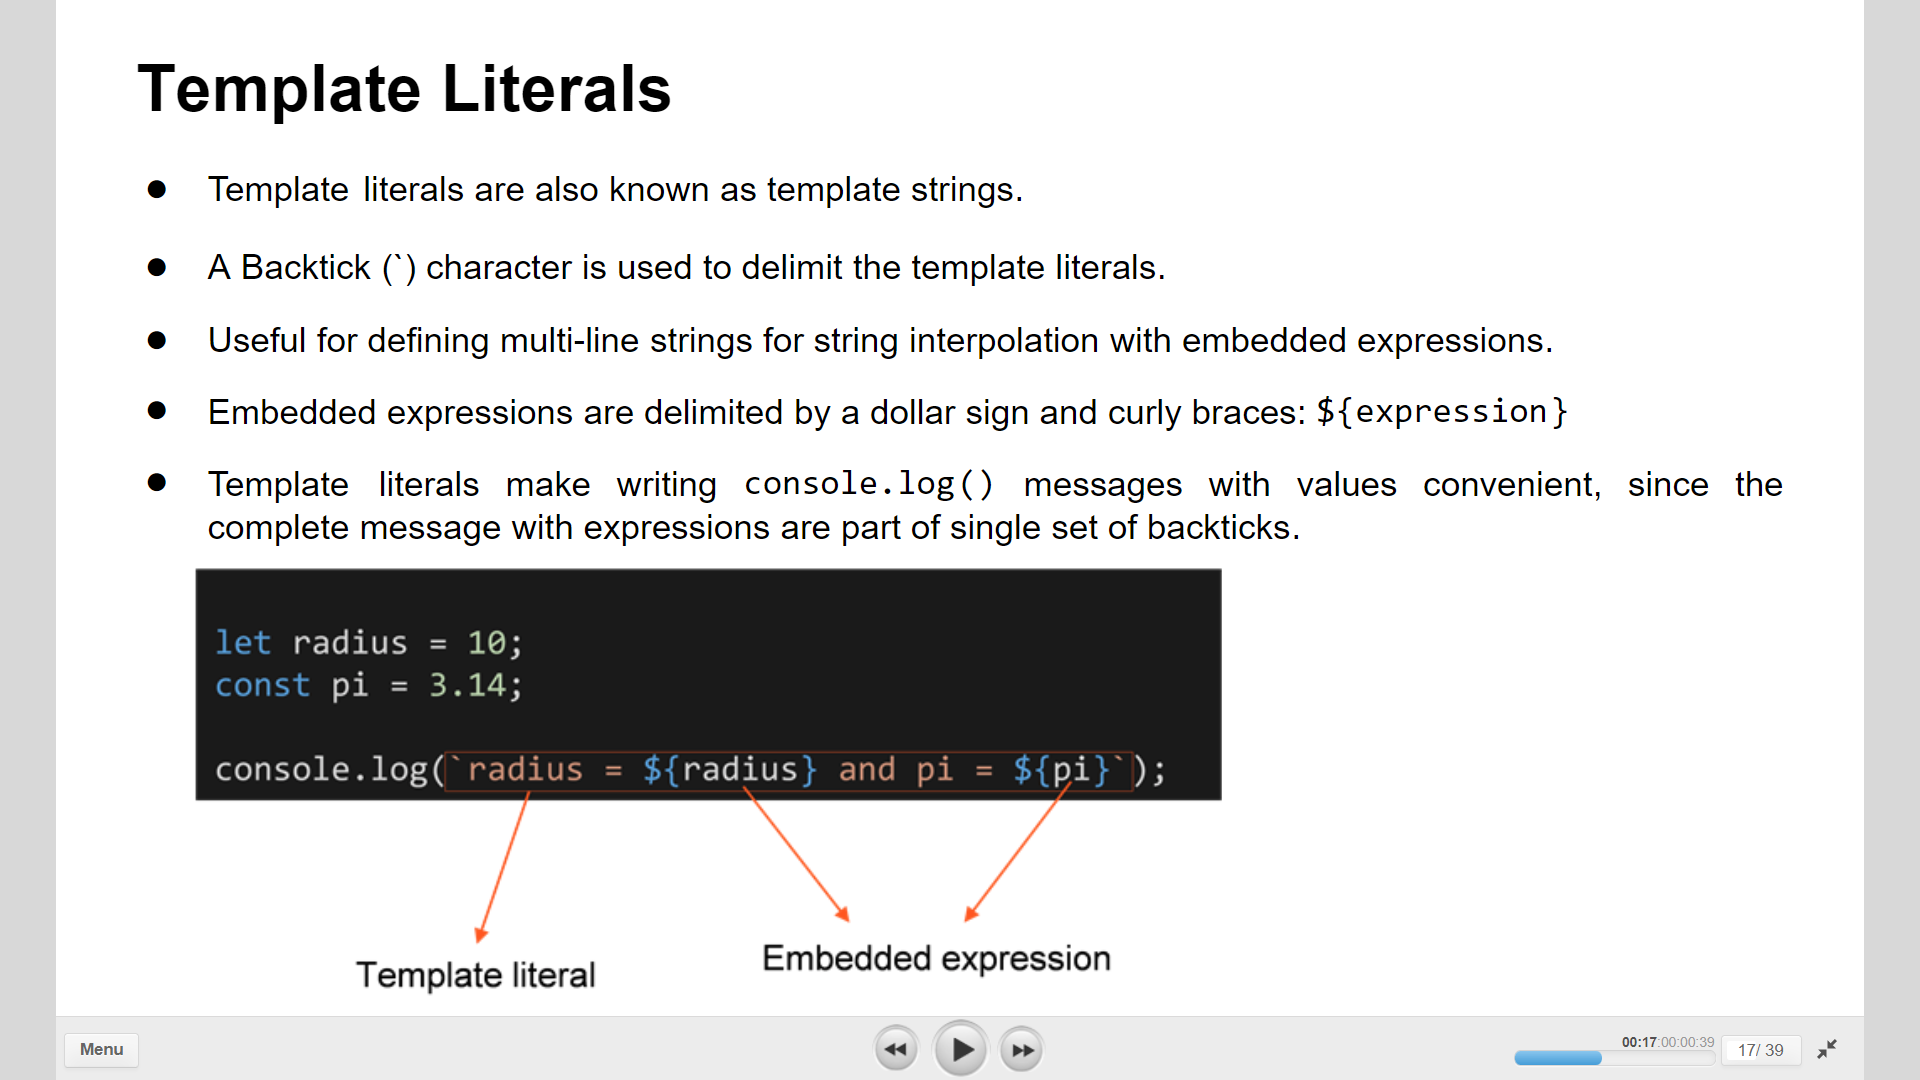 Template Literals
● Template literals are also known as template strings.
● A Backtick (`) character is used to delimit the template literals.
● Useful for defining multi-line strings for string interpolation with embedded expressions.
● Embedded expressions are delimited by a dollar sign and curly braces: ${expression}
● Template literals make writing console.log() messages with values convenient, since the
complete message with expressions are part of single set of backticks.
let radius = 10;
const pi = 3.14;
console.log(`radius = ${radius} and pi = ${pi}`);
Template literal
Embedded expression
Menu
00:17:00:00:39
17/ 39